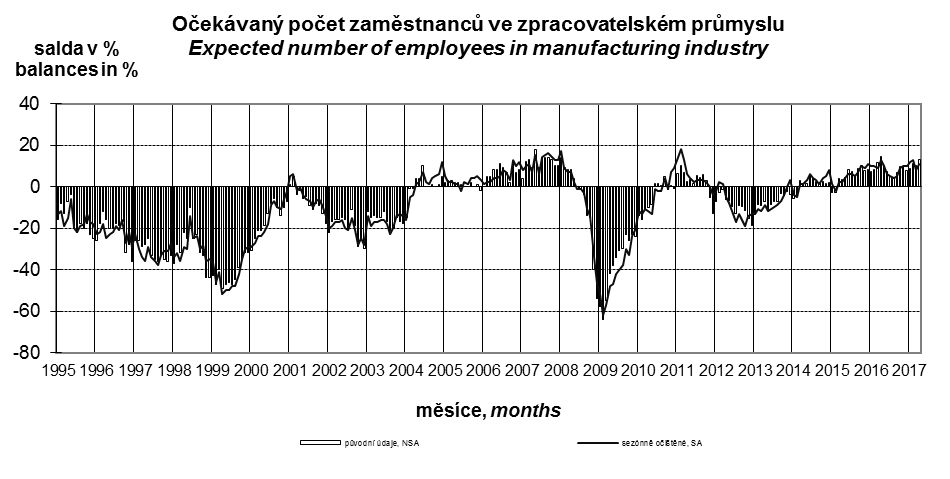 Očekávaný počet zaměstnanců ve zpracovatelském průmyslu
Expected number of employees in manufacturing industry
salda v %
balances in %
40
20
0
-20
-40
-60
-80
1995 1996 1997 1998 1999 2000 2001 2002 2003 2004 2005 2006 2007 2008 2009 2010 2011 2012 2013 2014 2015 2016 2017
měsíce, months
původní údaje, NSA
sezónně očištěné, SA